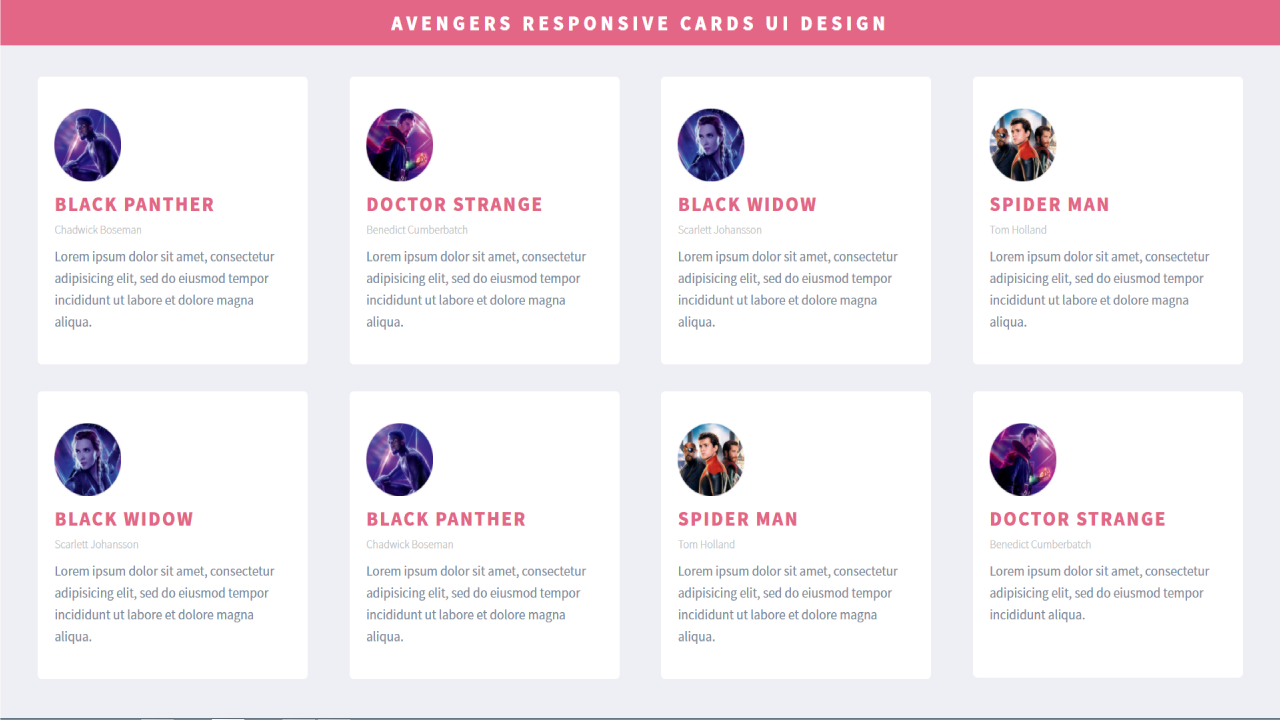 AVENGERS RESPONSIVE CARDS UI DESIGN
BLACK PANTHER
Chadwick Boseman
Lorem ipsum dolor sit amet, consectetur
adipisicing elit, sed do eiusmod tempor
incididunt ut labore et dolore magna
aliqua.
DOCTOR STRANGE
Benedict Cumberbatch
Lorem ipsum dolor sit amet, consectetur
adipisicing elit, sed do eiusmod tempor
incididunt ut labore et dolore magna
aliqua.
BLACK WIDOW
Scarlett Johansson
Lorem ipsum dolor sit amet, consectetur
adipisicing elit, sed do eiusmod tempor
incididunt ut labore et dolore magna
aliqua.
SPIDER MAN
Tom Holland
Lorem ipsum dolor sit amet, consectetur
adipisicing elit, sed do eiusmod tempor
incididunt ut labore et dolore magna
aliqua.
BLACK WIDOW
Scarlett Johansson
Lorem ipsum dolor sit amet, consectetur
adipisicing elit, sed do eiusmod tempor
incididunt ut labore et dolore magna
aliqua.
BLACK PANTHER
Chadwick Boseman
Lorem ipsum dolor sit amet, consectetur
adipisicing elit, sed do eiusmod tempor
incididunt ut labore et dolore magna
aliqua.
SPIDER MAN
Tom Holland
Lorem ipsum dolor sit amet, consectetur
adipisicing elit, sed do eiusmod tempor
incididunt ut labore et dolore magna
aliqua.
DOCTOR STRANGE
Benedict Cumberbatch
Lorem ipsum dolor sit amet, consectetur
adipisicing elit, sed do eiusmod tempor
incididunt aliqua.